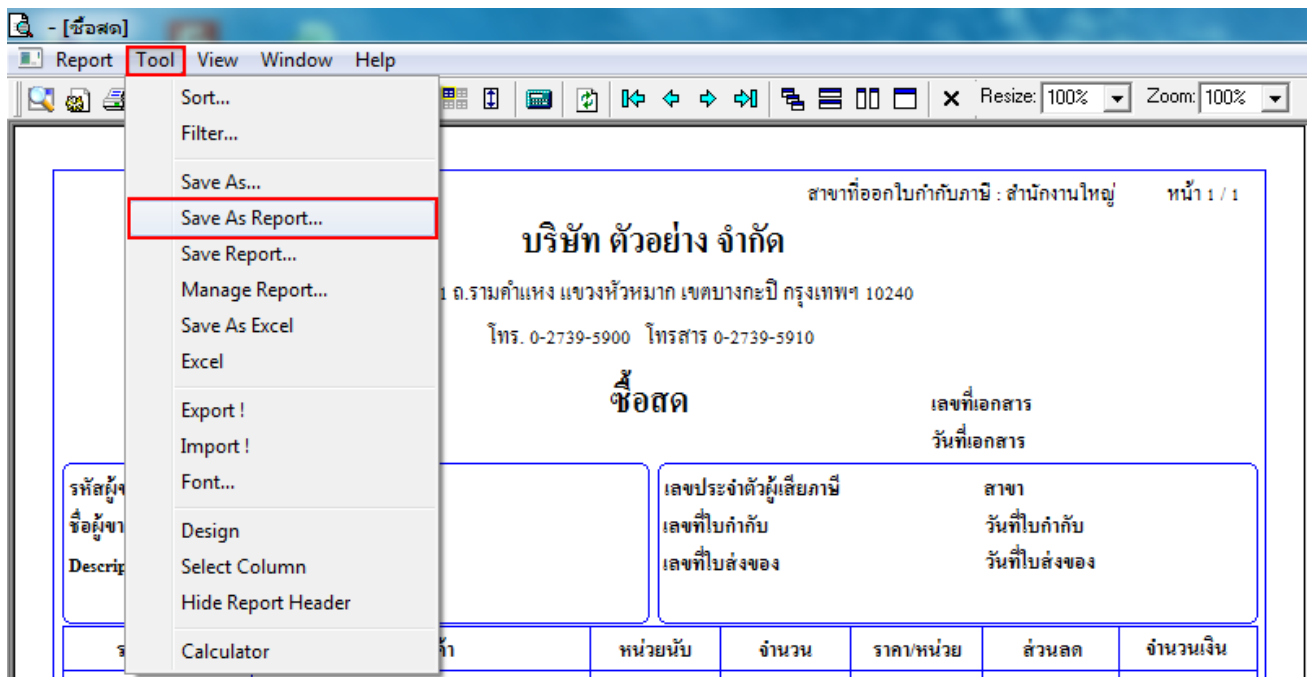 - [ซื้อสด]
Report Tool View Window Help
Resize: 100% Zoom: 100%
Sort...
Filter...
Save As...
Save As Report...
Save Report...
Manage Report...
Save As Excel
Excel
Export !
Import !
Font...
Design
Select Column
Hide Report Header
Calculator
สาขาที่ออกใบกำกับภาษี : สำนักงานใหญ่ หน้า 1 / 1
บริษัท ตัวอย่าง จำกัด
1 ถ.รามคำแหง แขวงหัวหมาก เขตบางกะปิ กรุงเทพฯ 10240
โทร. 0-2739-5900 โทรสาร 0-2739-5910
ซื้อสด
เลขที่เอกสาร
วันที่เอกสาร
รหัสผู้ เลขประจำตัวผู้เสียภาษี สาขา
ชื่อผู้ขา เลขที่ใบกำกับ วันที่ใบกำกับ
Descrip เลขที่ใบส่งของ วันที่ใบส่งของ
หน่วยนับ จำนวน ราคา/หน่วย ส่วนลด จำนวนเงิน